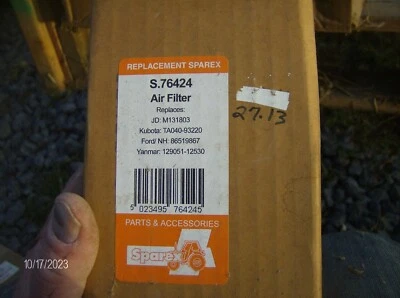 REPLACEMENT SPAREX
S.76424
Air Filter
Replaces:
JD: M131803
Kubota: TA040-93220
Ford/ NH: 86519867
Yanmar: 129051-12530
5 023495 764245
PARTS & ACCESSORIES
Sparex
27.13
10/17/2023